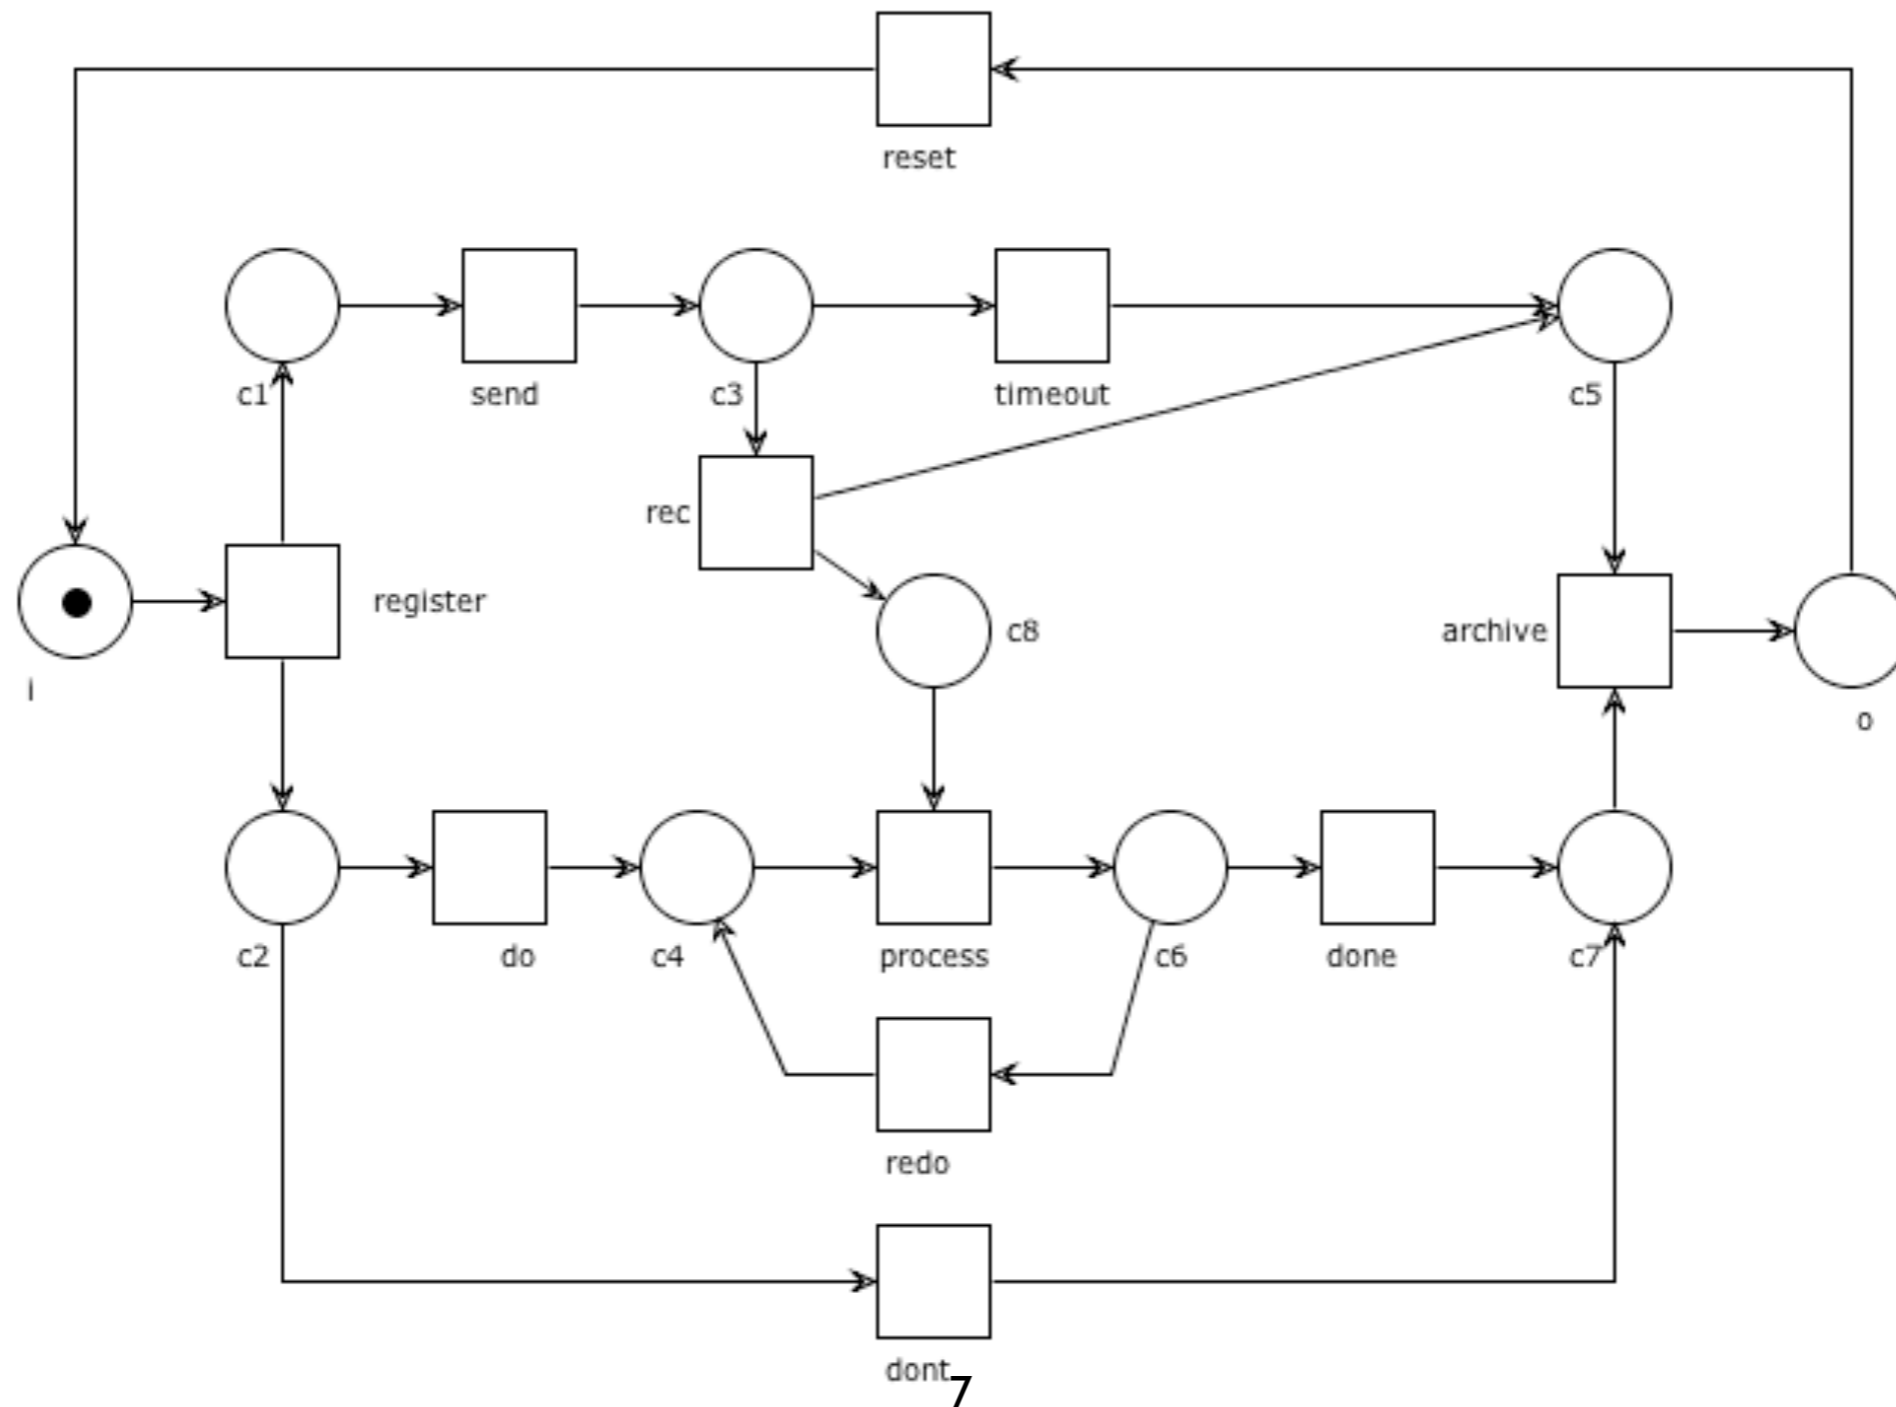 reset
c1
send
c3
timeout
c5
rec
register
c8
archive
i
o
c2
do
c4
process
c6
done
c7
redo
dont
7